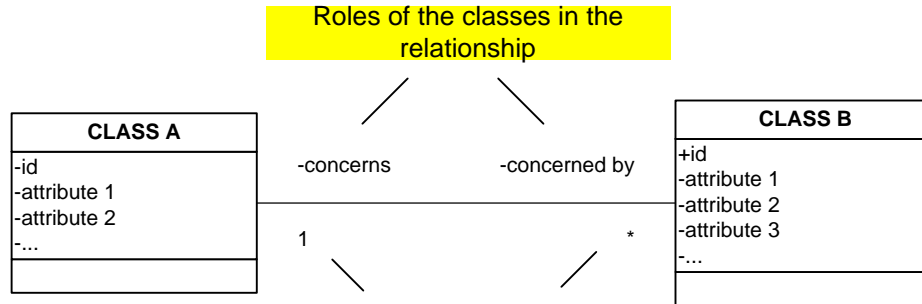 Roles of the classes in the
relationship
CLASS A
-id
-attribute 1
-attribute 2
-...
-concerns
-concerned by
1
*
CLASS B
+id
-attribute 1
-attribute 2
-attribute 3
-...